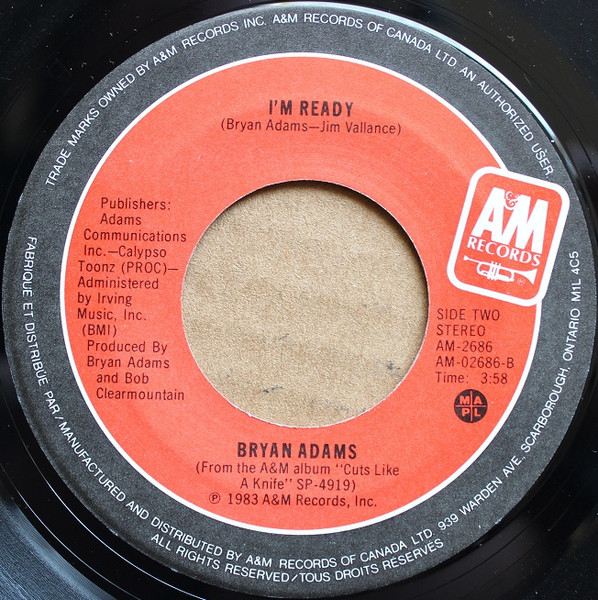 TRADE MARKS OWNED BY A&M RECORDS INC. A&M RECORDS OF CANADA LTD. AN AUTHORIZED USER
I'M READY
(Bryan Adams—Jim Vallance)
Publishers:
Adams
Communications
Inc.—Calypso
Toonz (PROC)—
Administered
by Irving
Music, Inc.
(BMI)
Produced By
Bryan Adams
and Bob
Clearmountain
A&M
RECORDS
SIDE TWO
STEREO
AM-2686
AM-02686-B
Time: 3:58
M A
P L
BRYAN ADAMS
(From the A&M album "Cuts Like
A Knife" SP-4919)
℗ 1983 A&M Records, Inc.
FABRIQUÉ ET DISTRIBUÉ PAR/MANUFACTURED AND DISTRIBUTED BY A&M RECORDS OF CANADA LTD. 939 WARDEN AVE., SCARBOROUGH, ONTARIO M1L 4C5
ALL RIGHTS RESERVED/TOUS DROITS RÉSERVÉS